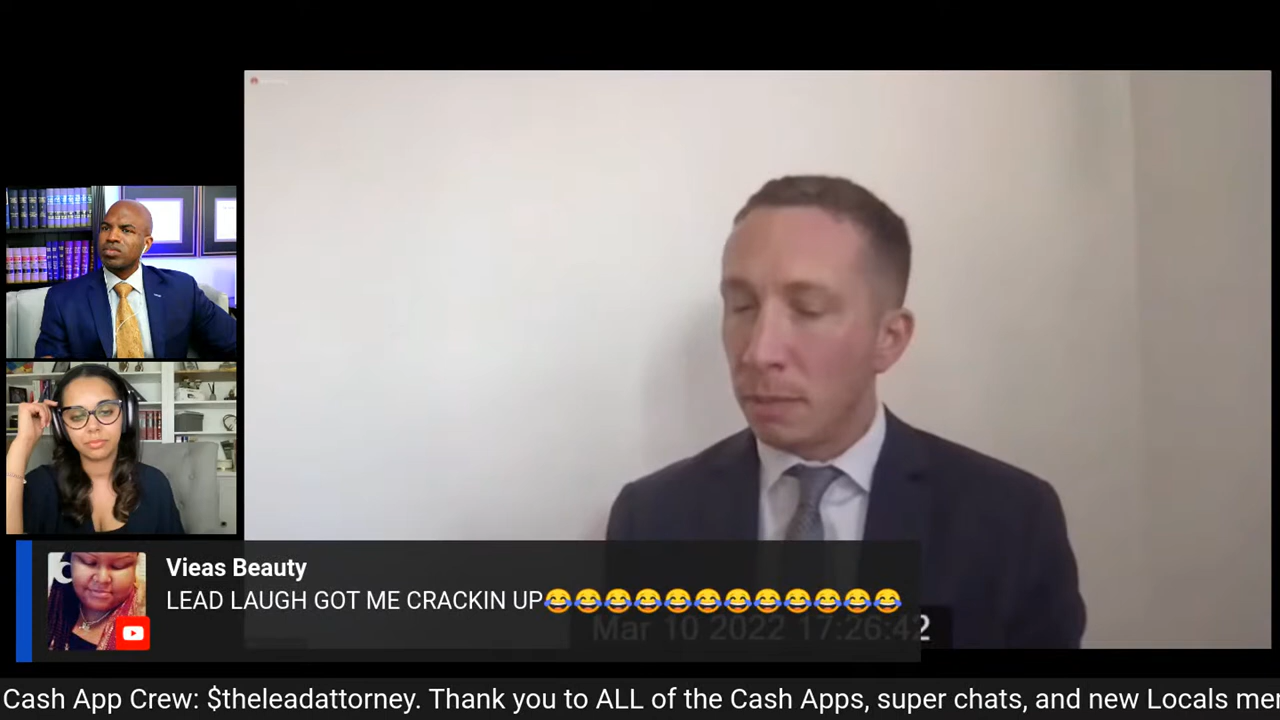 Vieas Beauty
LEAD LAUGH GOT ME CRACKIN UP😂😂😂😂😂😂😂😂😂😂😂😂
Mar 10 2022 17:26:42
Cash App Crew: $theleadattorney. Thank you to ALL of the Cash Apps, super chats, and new Locals me